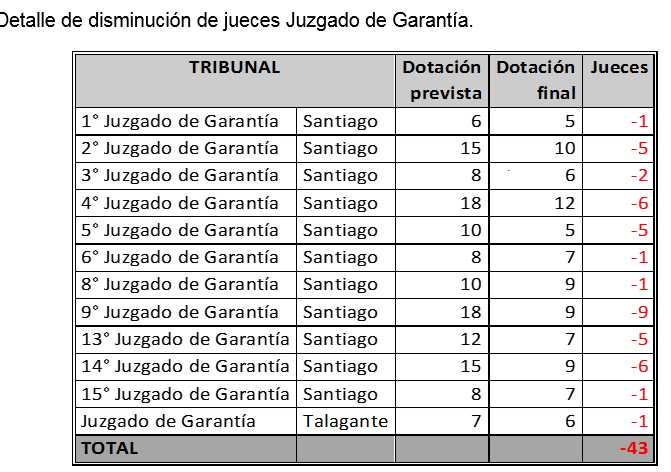 Detalle de disminución de jueces Juzgado de Garantía.
TRIBUNAL Dotación prevista Dotación final Jueces
1° Juzgado de Garantía Santiago 6 5 -1
2° Juzgado de Garantía Santiago 15 10 -5
3° Juzgado de Garantía Santiago 8 6 -2
4° Juzgado de Garantía Santiago 18 12 -6
5° Juzgado de Garantía Santiago 10 5 -5
6° Juzgado de Garantía Santiago 8 7 -1
8° Juzgado de Garantía Santiago 10 9 -1
9° Juzgado de Garantía Santiago 18 9 -9
13° Juzgado de Garantía Santiago 12 7 -5
14° Juzgado de Garantía Santiago 15 9 -6
15° Juzgado de Garantía Santiago 8 7 -1
Juzgado de Garantía Talagante 7 6 -1
TOTAL -43